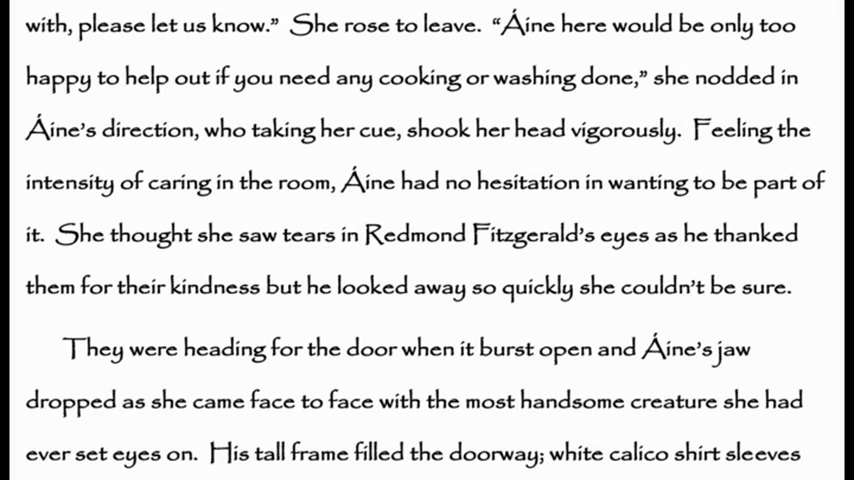 with, please let us know.” She rose to leave. “Áine here would be only too
happy to help out if you need any cooking or washing done,” she nodded in
Áine’s direction, who taking her cue, shook her head vigorously. Feeling the
intensity of caring in the room, Áine had no hesitation in wanting to be part of
it. She thought she saw tears in Redmond Fitzgerald’s eyes as he thanked
them for their kindness but he looked away so quickly she couldn’t be sure.
They were heading for the door when it burst open and Áine’s jaw
dropped as she came face to face with the most handsome creature she had
ever set eyes on. His tall frame filled the doorway; white calico shirt sleeves